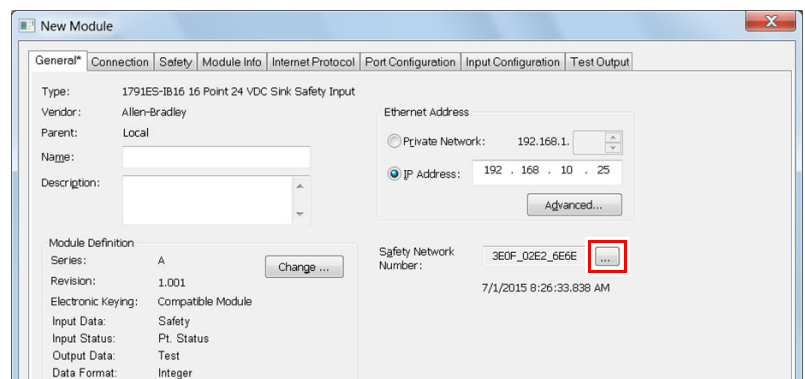 New Module
General* Connection Safety Module Info Internet Protocol Port Configuration Input Configuration Test Output
Type: 1791ES-IB16 16 Point 24 VDC Sink Safety Input
Vendor: Allen-Bradley
Parent: Local
Name:
Description:
Ethernet Address
Private Network: 192.168.1.
IP Address: 192 . 168 . 10 . 25
Advanced...
Module Definition
Series: A
Change ...
Revision: 1.001
Electronic Keying: Compatible Module
Input Data: Safety
Input Status: Pt. Status
Output Data: Test
Data Format: Integer
Safety Network
Number: 3E0F_02E2_6E6E ...
7/1/2015 8:26:33.838 AM